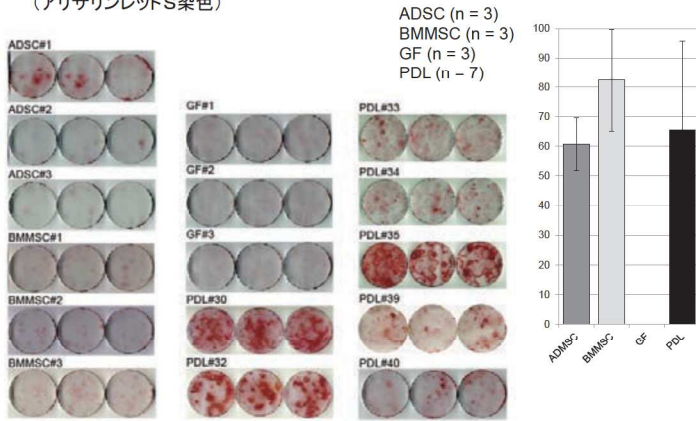 （アリザリンレッドS染色）
ADSC (n = 3)
BMMSC (n = 3)
GF (n = 3)
PDL (n – 7)
ADSC#1
ADSC#2
ADSC#3
BMMSC#1
BMMSC#2
BMMSC#3
GF#1
GF#2
GF#3
PDL#30
PDL#32
PDL#33
PDL#34
PDL#35
PDL#39
PDL#40
100
90
80
70
60
50
40
30
20
10
0
ADMSC
BMMSC
GF
PDL